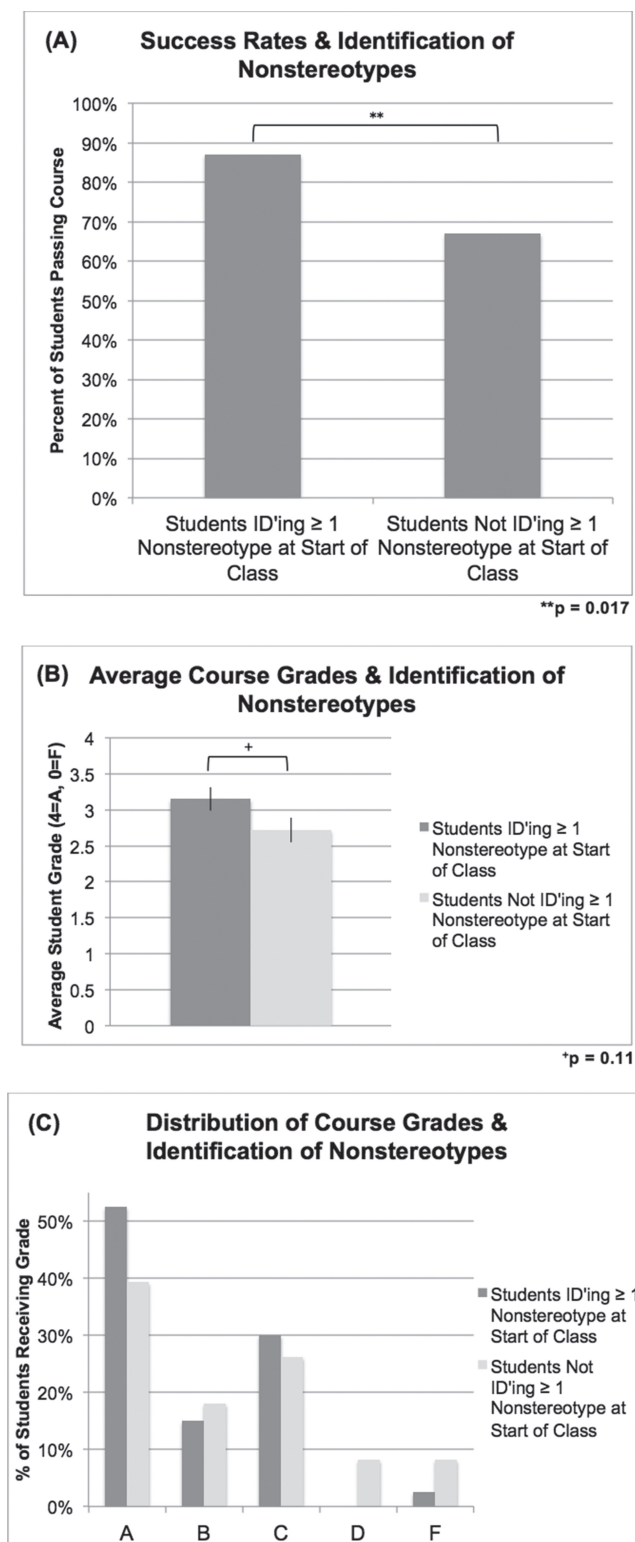 (A) Success Rates & Identification of
Nonstereotypes
100%
90%
80%
70%
60%
50%
40%
30%
20%
10%
0%
Percent of Students Passing Course
**
Students ID'ing ≥ 1
Nonstereotype at Start of
Class
Students Not ID'ing ≥ 1
Nonstereotype at Start of
Class
**p = 0.017
(B) Average Course Grades & Identification of
Nonstereotypes
4
3.5
3
2.5
2
1.5
1
0.5
0
Average Student Grade (4=A, 0=F)
+
Students ID'ing ≥ 1
Nonstereotype at Start
of Class
Students Not ID'ing ≥ 1
Nonstereotype at Start
of Class
+p = 0.11
(C) Distribution of Course Grades &
Identification of Nonstereotypes
50%
40%
30%
20%
10%
0%
% of Students Receiving Grade
A B C D F
Students ID'ing ≥ 1
Nonstereotype at
Start of Class
Students Not
ID'ing ≥ 1
Nonstereotype at
Start of Class